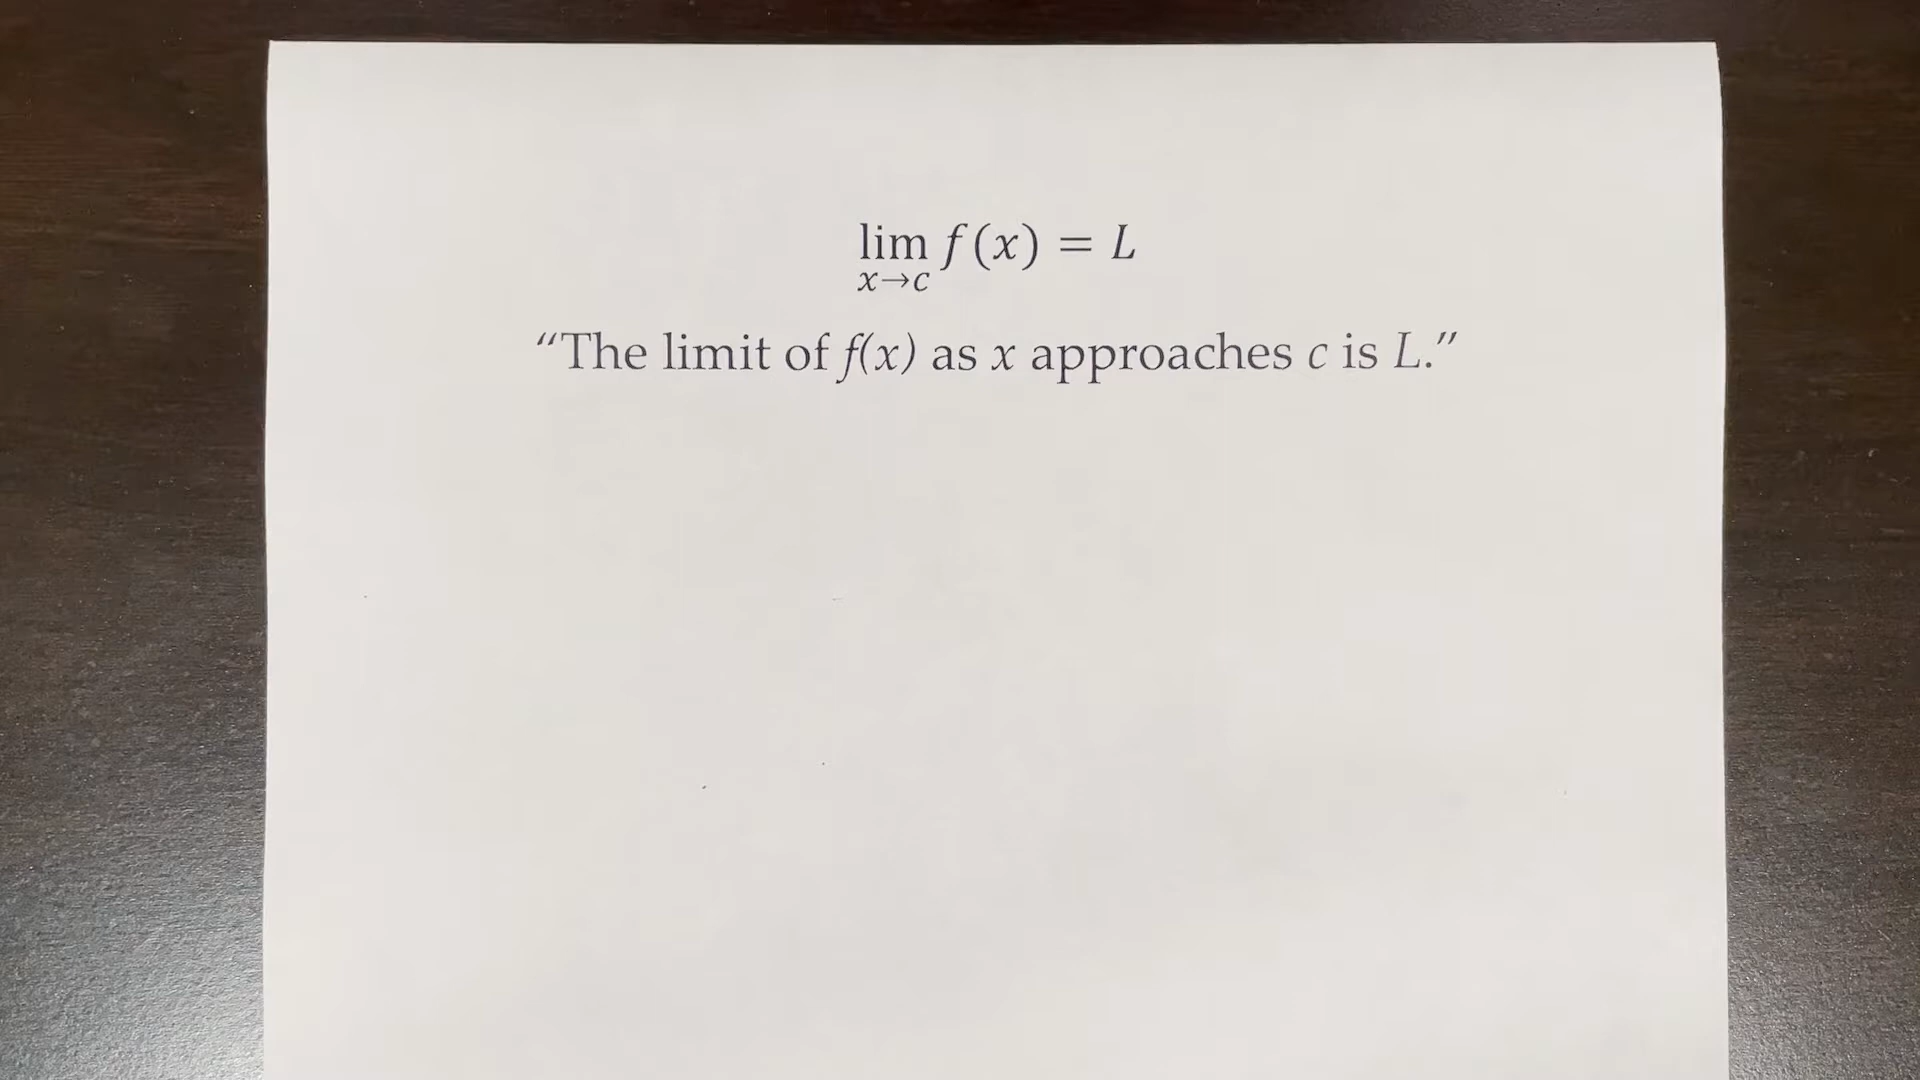 lim f(x) = L
x→c
“The limit of f(x) as x approaches c is L.”